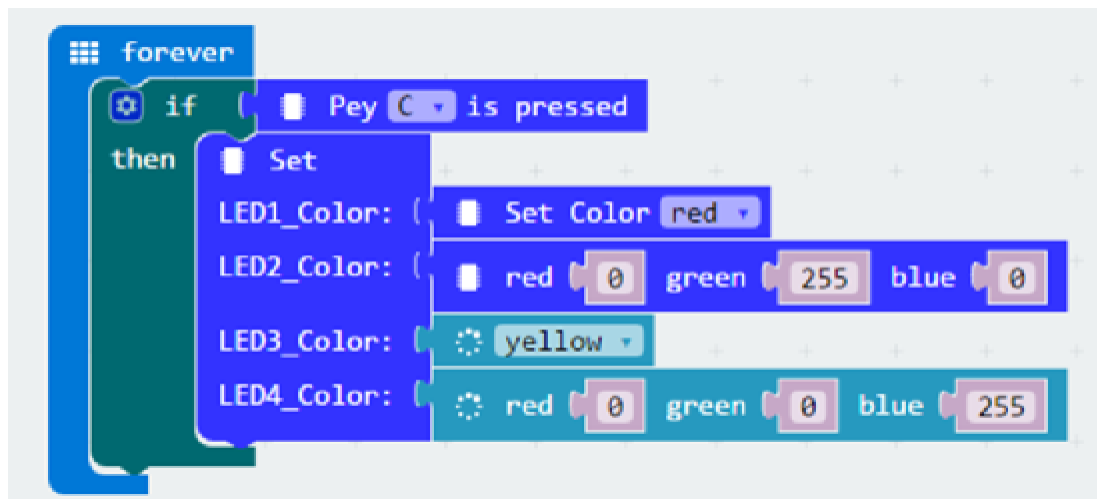 forever
if Pey C is pressed
then Set
LED1_Color: Set Color red
LED2_Color: red 0 green 255 blue 0
LED3_Color: yellow
LED4_Color: red 0 green 0 blue 255